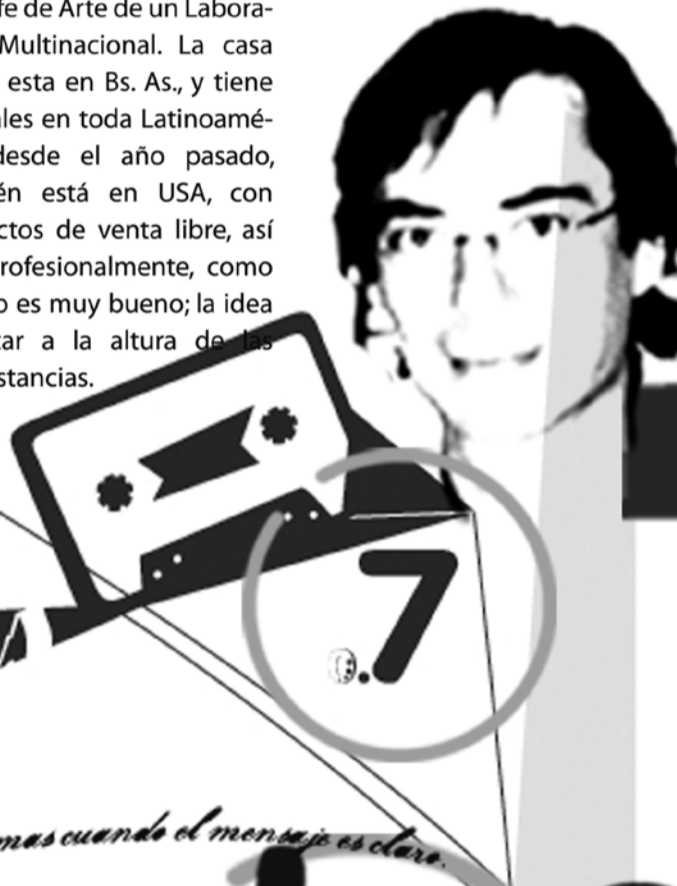 fe de Arte de un Labora-
Multinacional. La casa
esta en Bs. As., y tiene
les en toda Latinoamé-
desde el año pasado,
én está en USA, con
ctos de venta libre, así
rofesionalmente, como
o es muy bueno; la idea
ar a la altura de las
stancias.
.7
mas cuando el mensaje es claro.